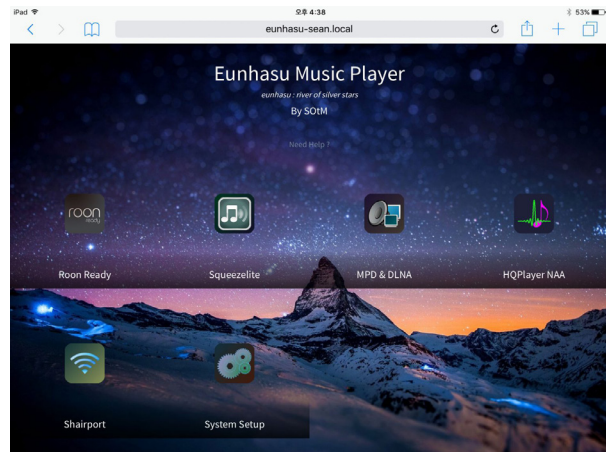 iPad 오후 4:38 53%
eunhasu-sean.local
Eunhasu Music Player
eunhasu : river of silver stars
By SOtM
Need Help ?
roon
ready
Roon Ready
Squeezelite
MPD & DLNA
HQPlayer NAA
Shairport
System Setup